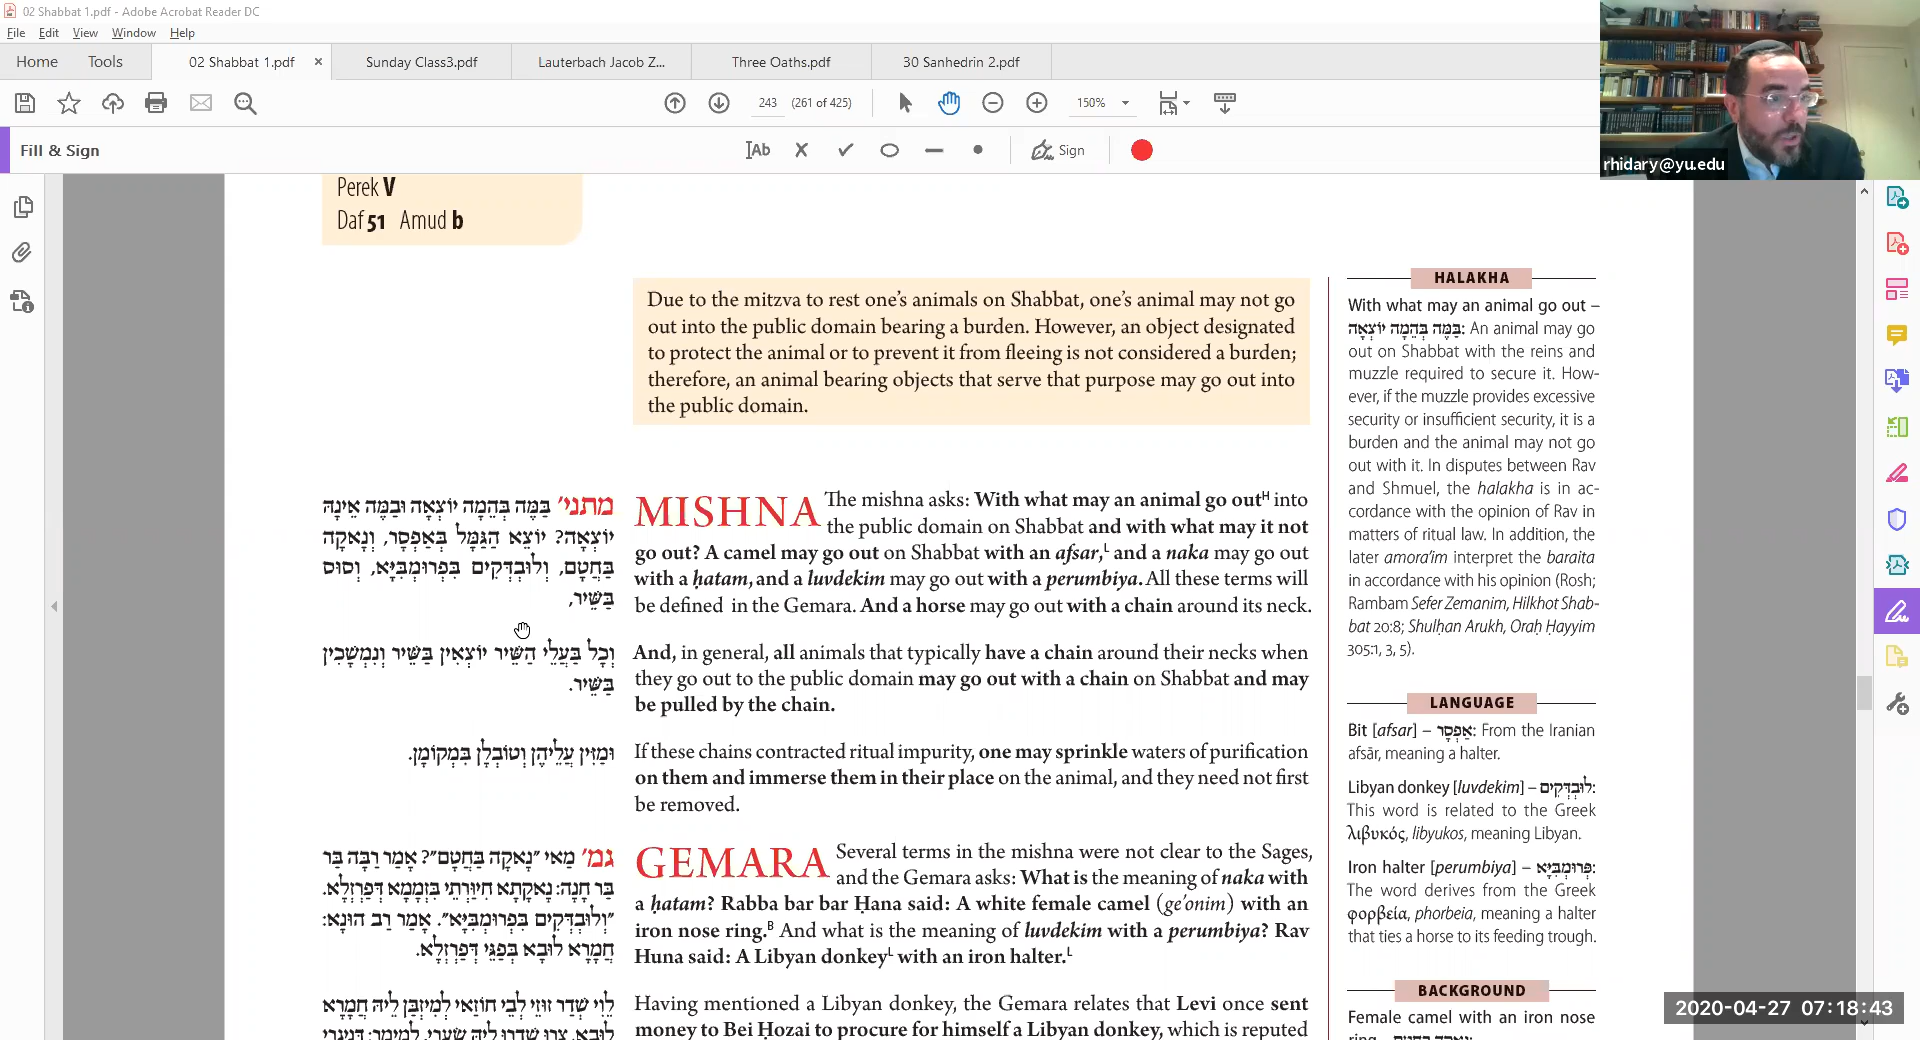 02 Shabbat 1.pdf - Adobe Acrobat Reader DC
File Edit View Window Help
Home Tools 02 Shabbat 1.pdf × Sunday Class3.pdf Lauterbach Jacob Z... Three Oaths.pdf 30 Sanhedrin 2.pdf
243 (261 of 425) 150%
Fill & Sign
Sign
rhidary@yu.edu
Perek V
Daf 51 Amud b
Due to the mitzva to rest one's animals on Shabbat, one's animal may not go
out into the public domain bearing a burden. However, an object designated
to protect the animal or to prevent it from fleeing is not considered a burden;
therefore, an animal bearing objects that serve that purpose may go out into
the public domain.
מתני׳ בַּמֶּה בְּהֵמָה יוֹצְאָה וּבַמֶּה אֵינָהּ
יוֹצְאָה? יוֹצֵא הַגַּמָּל בְּאַפְסָר, וְנָאקָה
בַּחֲטָם, וְלוּבְדְּקִים בִּפְרוּמְבִּיָּא, וְסוּס
בַּשֵּׁיר,
וְכָל בַּעֲלֵי הַשֵּׁיר יוֹצְאִין בַּשֵּׁיר וְנִמְשָׁכִין
בַּשֵּׁיר.
וּמַזִּין עֲלֵיהֶן וְטוֹבְלָן בִּמְקוֹמָן.
גמ׳ מַאי ״נָאקָה בַּחֲטָם״? אָמַר רַבָּה בַּר
בַּר חָנָה: נָאקְתָא חִיוַּרְתִּי בִּזְמָמָא דְּפַרְזְלָא.
״וְלוּבְדְּקִים בִּפְרוּמְבִּיָּא״. אָמַר רַב הוּנָא:
חֲמָרָא לוּבָא בְּפַגֵּי דְּפַרְזְלָא.
לֵוִי שְׁדַר זוּזֵי לְבֵי חוֹזַאי לְמִיזְבַּן לֵיהּ חֲמָרָא
MISHNA The mishna asks: With what may an animal go outᴴ into
the public domain on Shabbat and with what may it not
go out? A camel may go out on Shabbat with an afsar,ᴸ and a naka may go out
with a ḥatam, and a luvdekim may go out with a perumbiya. All these terms will
be defined in the Gemara. And a horse may go out with a chain around its neck.
And, in general, all animals that typically have a chain around their necks when
they go out to the public domain may go out with a chain on Shabbat and may
be pulled by the chain.
If these chains contracted ritual impurity, one may sprinkle waters of purification
on them and immerse them in their place on the animal, and they need not first
be removed.
GEMARA Several terms in the mishna were not clear to the Sages,
and the Gemara asks: What is the meaning of naka with
a ḥatam? Rabba bar bar Ḥana said: A white female camel (ge'onim) with an
iron nose ring.ᴮ And what is the meaning of luvdekim with a perumbiya? Rav
Huna said: A Libyan donkeyᴸ with an iron halter.ᴸ
Having mentioned a Libyan donkey, the Gemara relates that Levi once sent
money to Bei Ḥozai to procure for himself a Libyan donkey, which is reputed
HALAKHA
With what may an animal go out –
בַּמֶּה בְּהֵמָה יוֹצְאָה: An animal may go
out on Shabbat with the reins and
muzzle required to secure it. How-
ever, if the muzzle provides excessive
security or insufficient security, it is a
burden and the animal may not go
out with it. In disputes between Rav
and Shmuel, the halakha is in ac-
cordance with the opinion of Rav in
matters of ritual law. In addition, the
later amora'im interpret the baraita
in accordance with his opinion (Rosh;
Rambam Sefer Zemanim, Hilkhot Shab-
bat 20:8; Shulḥan Arukh, Oraḥ Ḥayyim
305:1, 3, 5).
LANGUAGE
Bit [afsar] – אַפְסָר: From the Iranian
afsār, meaning a halter.
Libyan donkey [luvdekim] – לוּבְדְּקִים:
This word is related to the Greek
λιβυκός, libyukos, meaning Libyan.
Iron halter [perumbiya] – פְּרוּמְבִּיָּא:
The word derives from the Greek
φορβεία, phorbeia, meaning a halter
that ties a horse to its feeding trough.
BACKGROUND
Female camel with an iron nose
2020-04-27 07:18:43